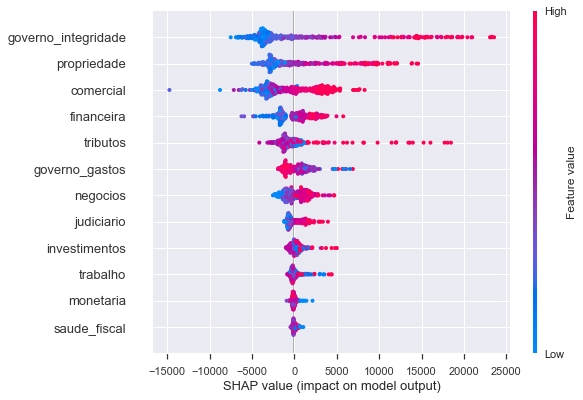 High
governo_integridade
propriedade
comercial
financeira
tributos
governo_gastos
negocios
judiciario
investimentos
trabalho
monetaria
saude_fiscal
Feature value
Low
−15000 −10000 −5000 0 5000 10000 15000 20000 25000
SHAP value (impact on model output)